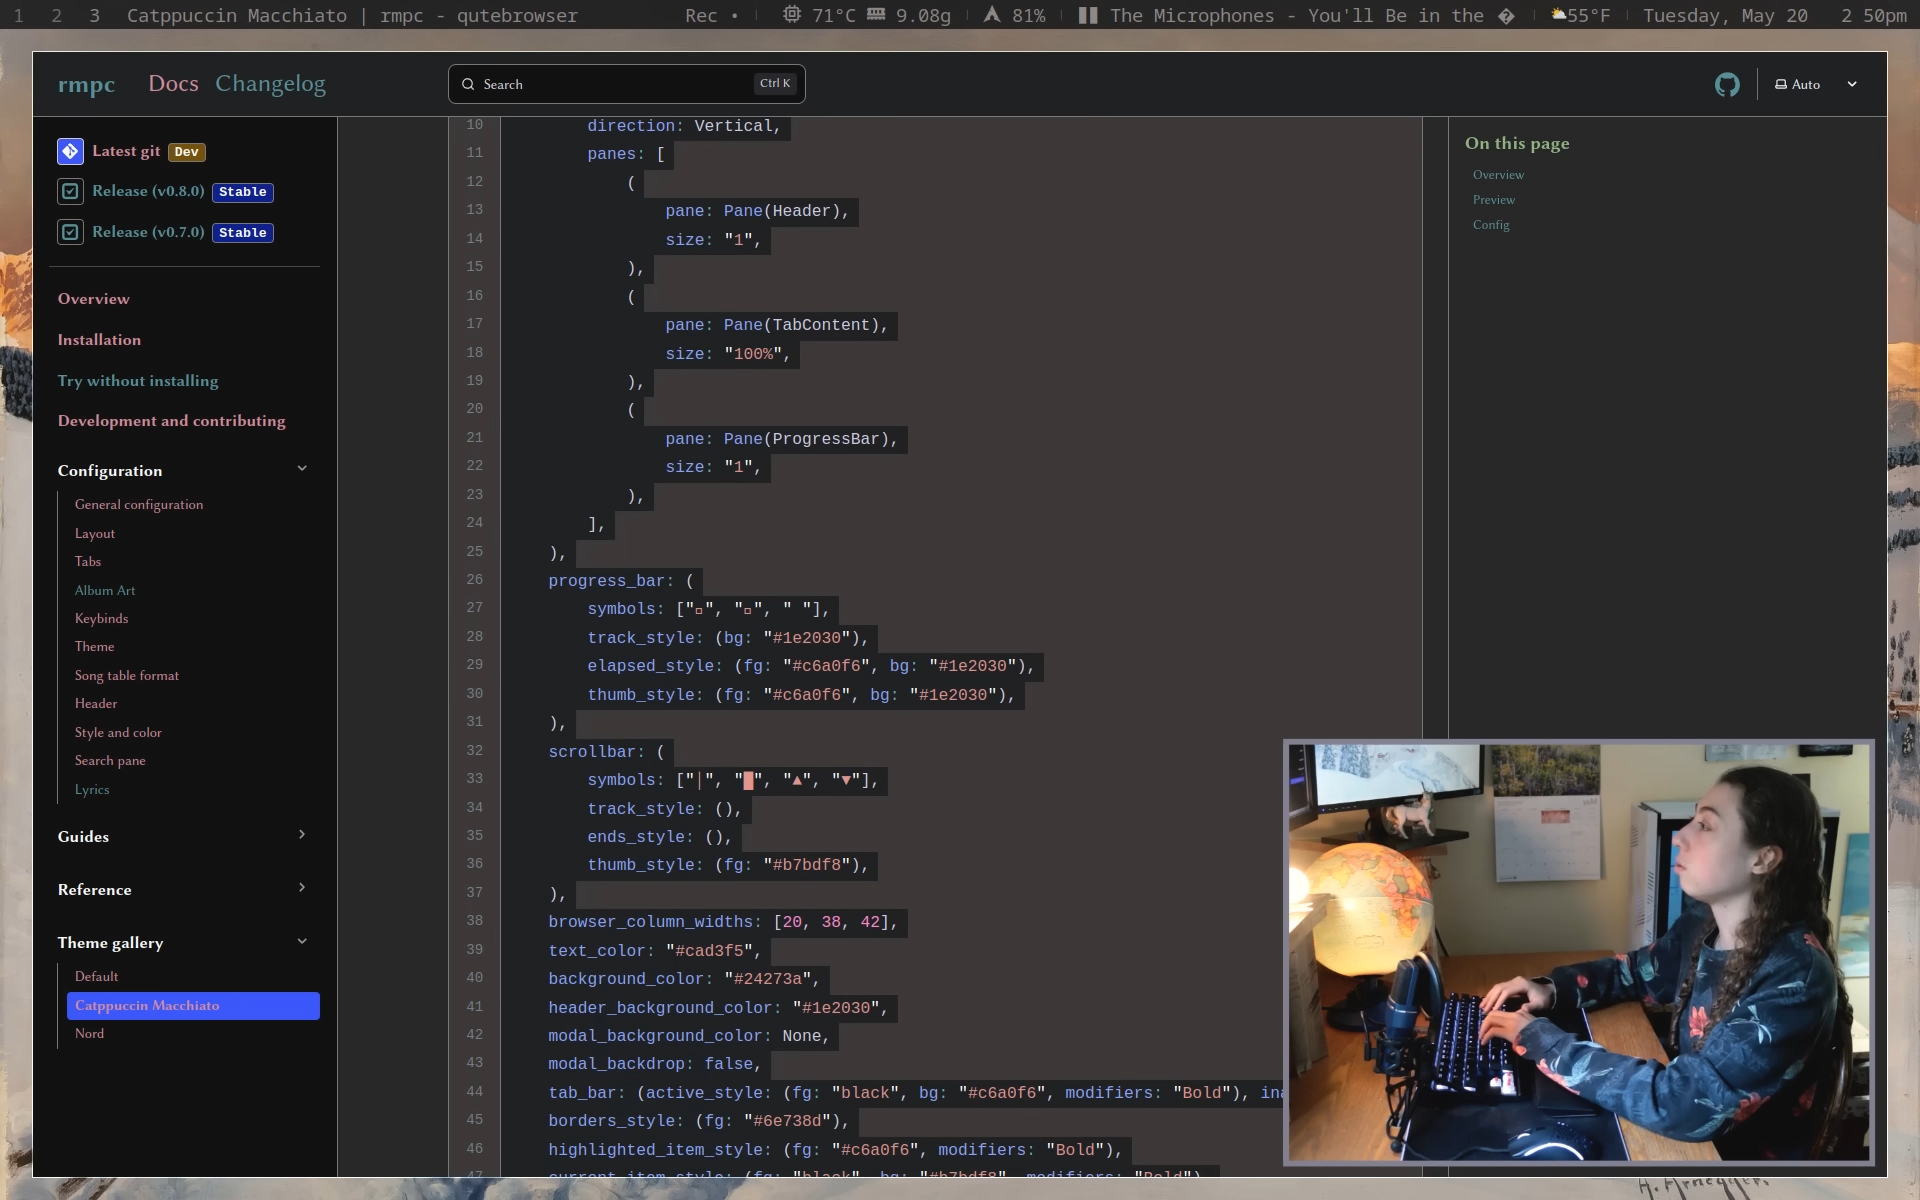 1 2 3 Catppuccin Macchiato | rmpc - qutebrowser Rec • 71°C 9.08g 81% The Microphones - You'll Be in the � 55°F Tuesday, May 20 2 50pm
rmpc Docs Changelog Search Ctrl K Auto
Latest git Dev
Release (v0.8.0) Stable
Release (v0.7.0) Stable
Overview
Installation
Try without installing
Development and contributing
Configuration
General configuration
Layout
Tabs
Album Art
Keybinds
Theme
Song table format
Header
Style and color
Search pane
Lyrics
Guides
Reference
Theme gallery
Default
Catppuccin Macchiato
Nord
10 direction: Vertical,
11 panes: [
12 (
13 pane: Pane(Header),
14 size: "1",
15 ),
16 (
17 pane: Pane(TabContent),
18 size: "100%",
19 ),
20 (
21 pane: Pane(ProgressBar),
22 size: "1",
23 ),
24 ],
25 ),
26 progress_bar: (
27 symbols: ["▯", "▯", " "],
28 track_style: (bg: "#1e2030"),
29 elapsed_style: (fg: "#c6a0f6", bg: "#1e2030"),
30 thumb_style: (fg: "#c6a0f6", bg: "#1e2030"),
31 ),
32 scrollbar: (
33 symbols: ["│", "█", "▲", "▼"],
34 track_style: (),
35 ends_style: (),
36 thumb_style: (fg: "#b7bdf8"),
37 ),
38 browser_column_widths: [20, 38, 42],
39 text_color: "#cad3f5",
40 background_color: "#24273a",
41 header_background_color: "#1e2030",
42 modal_background_color: None,
43 modal_backdrop: false,
44 tab_bar: (active_style: (fg: "black", bg: "#c6a0f6", modifiers: "Bold"), ina
45 borders_style: (fg: "#6e738d"),
46 highlighted_item_style: (fg: "#c6a0f6", modifiers: "Bold"),
47 current_item_style: (fg: "black", bg: "#b7bdf8", modifiers: "Bold"),
On this page
Overview
Preview
Config